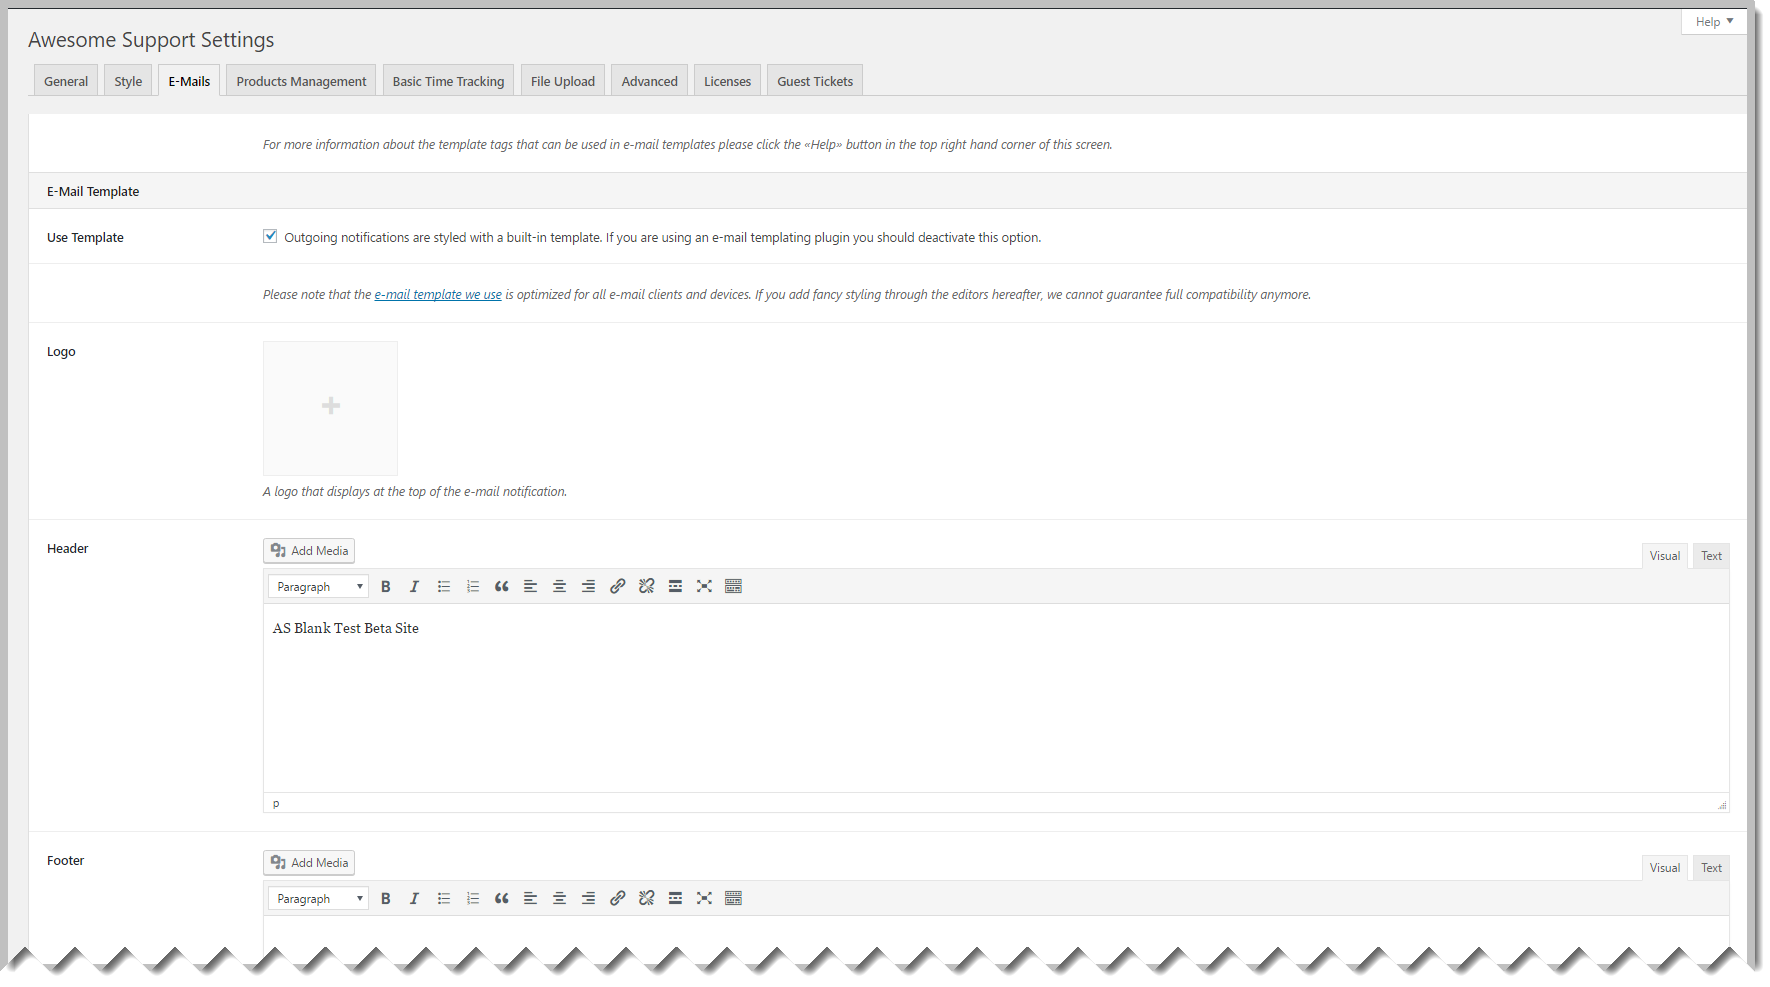 Help ▼
Awesome Support Settings
General Style E-Mails Products Management Basic Time Tracking File Upload Advanced Licenses Guest Tickets
For more information about the template tags that can be used in e-mail templates please click the «Help» button in the top right hand corner of this screen.
E-Mail Template
Use Template Outgoing notifications are styled with a built-in template. If you are using an e-mail templating plugin you should deactivate this option.
Please note that the e-mail template we use is optimized for all e-mail clients and devices. If you add fancy styling through the editors hereafter, we cannot guarantee full compatibility anymore.
Logo
A logo that displays at the top of the e-mail notification.
Header Add Media Visual Text
Paragraph
AS Blank Test Beta Site
p
Footer Add Media Visual Text
Paragraph